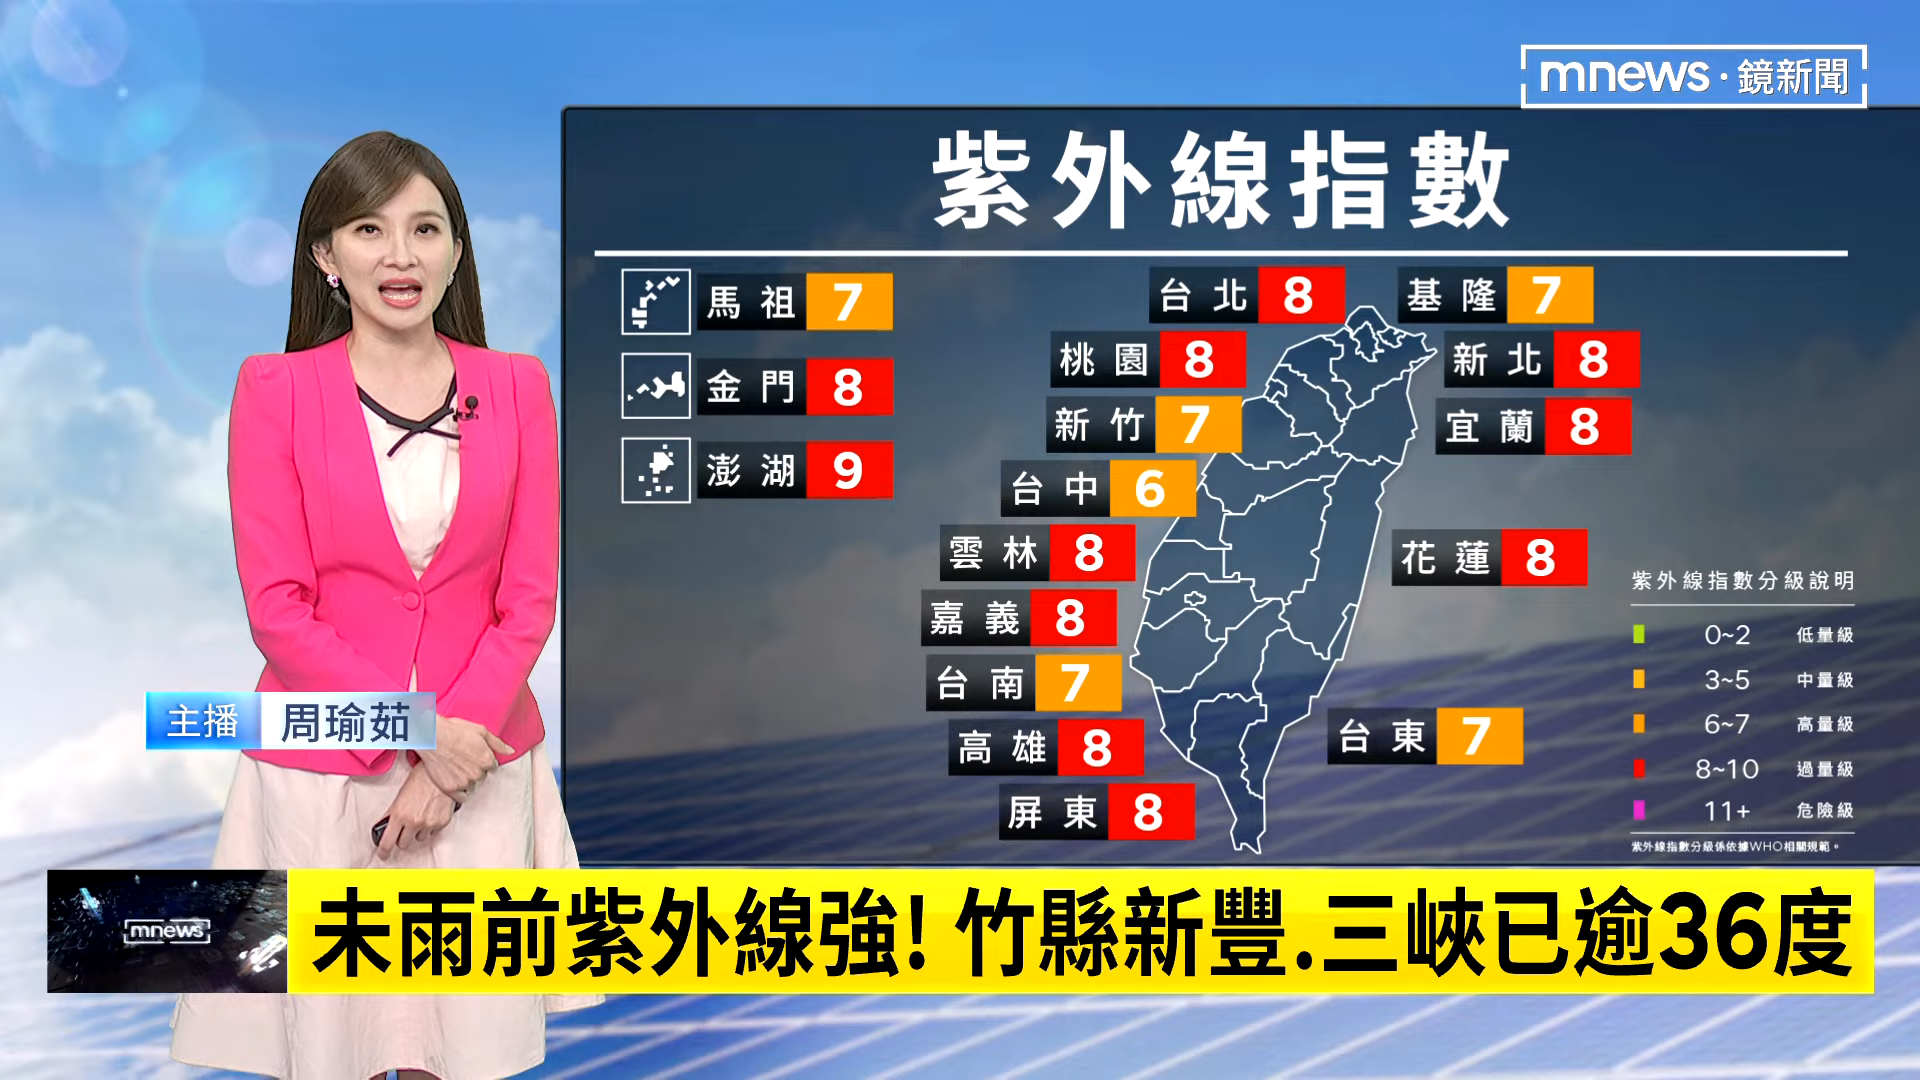 mnews·鏡新聞
紫外線指數
馬祖 7
金門 8
澎湖 9
台北 8
基隆 7
桃園 8
新北 8
新竹 7
宜蘭 8
台中 6
雲林 8
花蓮 8
嘉義 8
台南 7
高雄 8
台東 7
屏東 8
紫外線指數分級說明
0~2 低量級
3~5 中量級
6~7 高量級
8~10 過量級
11+ 危險級
紫外線指數分級係依據WHO相關規範。
主播 周瑜茹
mnews
未雨前紫外線強! 竹縣新豐.三峽已逾36度